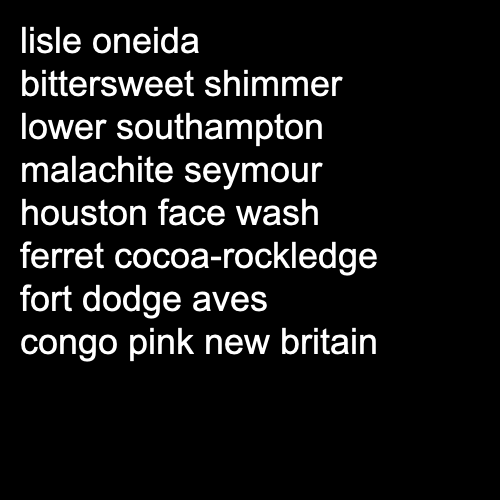 lisle oneida
bittersweet shimmer
lower southampton
malachite seymour
houston face wash
ferret cocoa-rockledge
fort dodge aves
congo pink new britain